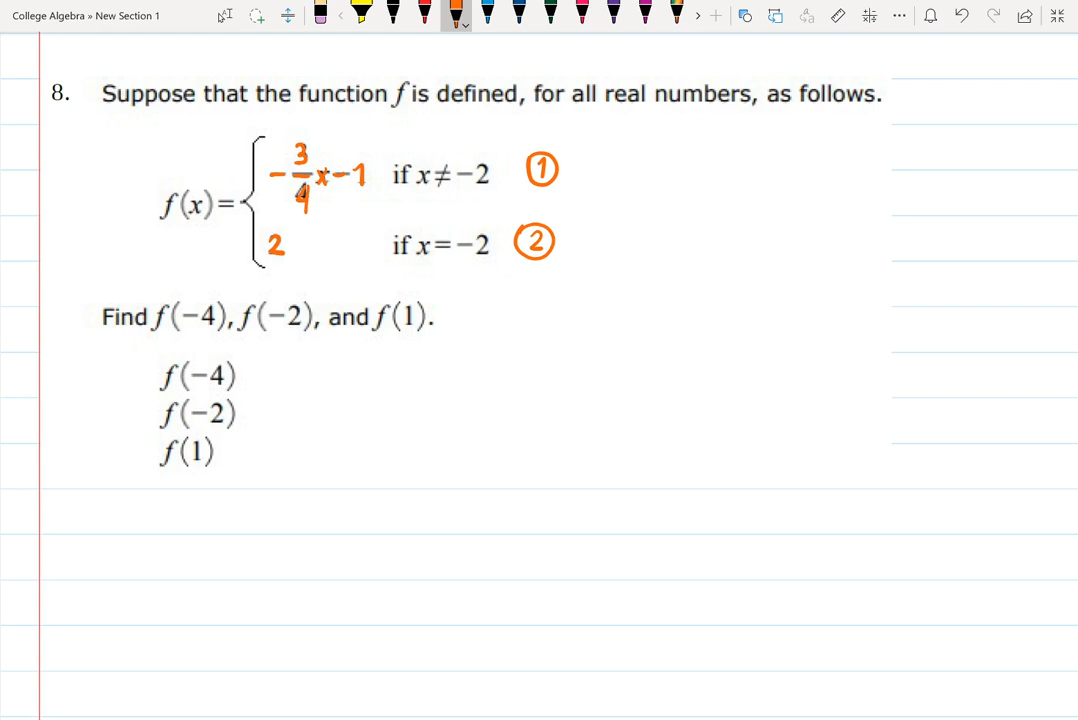 College Algebra » New Section 1
8. Suppose that the function f is defined, for all real numbers, as follows.
f(x) = { -3/4 x - 1 if x ≠ -2 ①
2 if x = -2 ②
Find f(-4), f(-2), and f(1).
f(-4)
f(-2)
f(1)